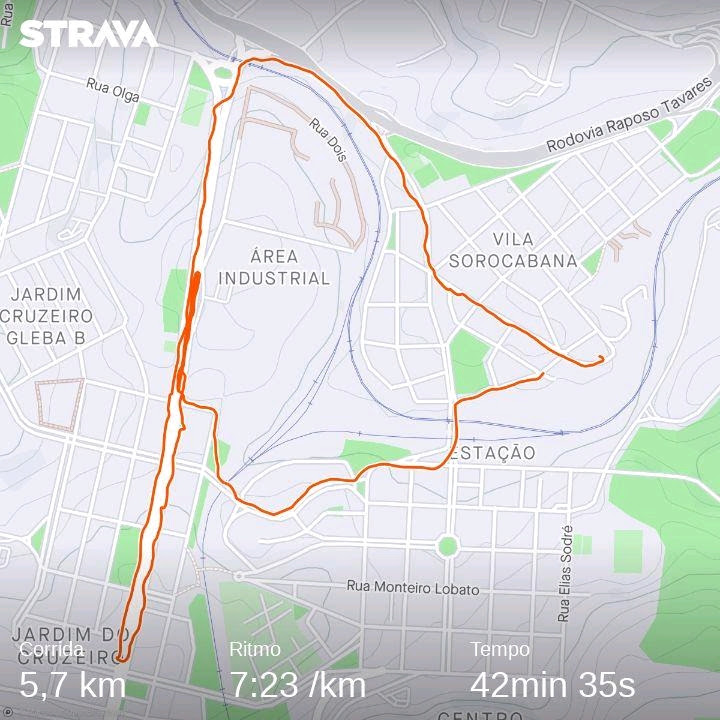 Rua
STRAVA
Rua Olga
Rua Dois
Rodovia Raposo Tavares
VILA
SOROCABANA
ÁREA
INDUSTRIAL
JARDIM
CRUZEIRO
GLEBA B
ESTAÇÃO
Rua Elias Sodré
Rua Monteiro Lobato
JARDIM DO
CRUZEIRO
Corrida
Ritmo
Tempo
5,7 km
7:23 /km
42min 35s
CENTRO